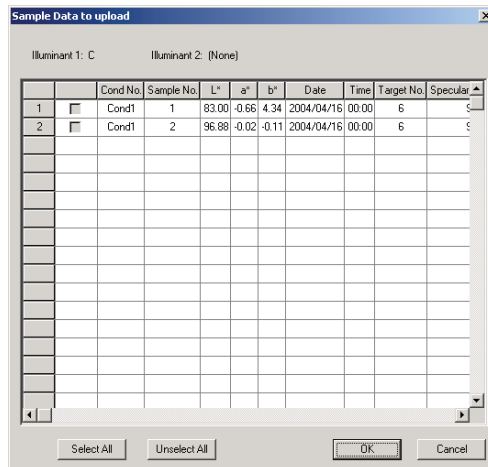 Sample Data to upload
Illuminant 1: C Illuminant 2: (None)
Cond No. Sample No. L* a* b* Date Time Target No. Specular
1 Cond1 1 83.00 -0.66 4.34 2004/04/16 00:00 6 S
2 Cond1 2 96.88 -0.02 -0.11 2004/04/16 00:00 6 S
Select All Unselect All OK Cancel